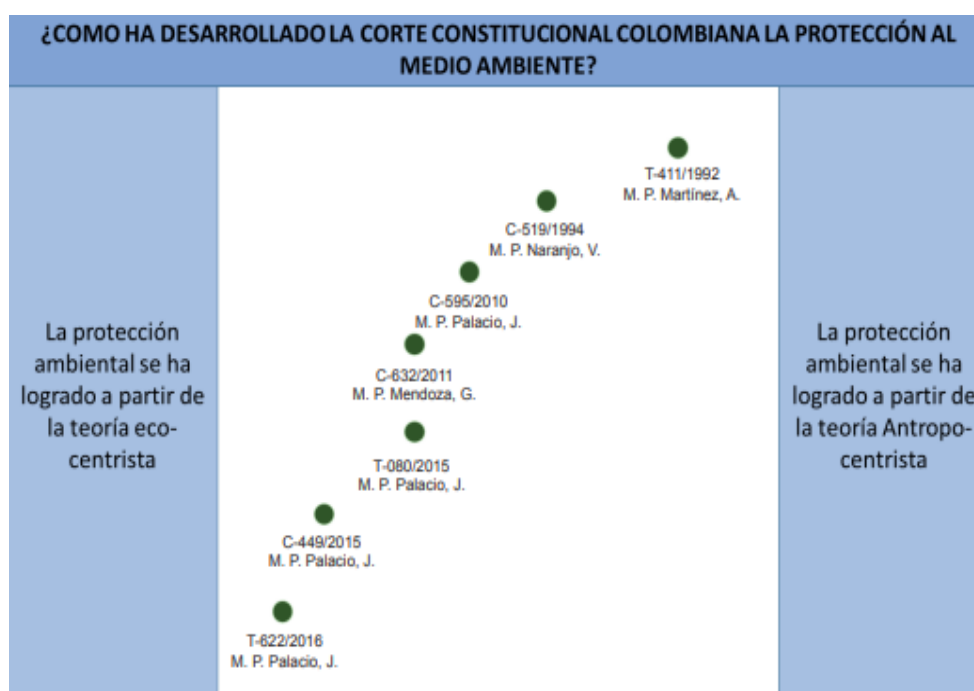 ¿COMO HA DESARROLLADO LA CORTE CONSTITUCIONAL COLOMBIANA LA PROTECCIÓN AL
MEDIO AMBIENTE?
La protección
ambiental se ha
logrado a partir de
la teoría eco-
centrista
T-411/1992
M. P. Martínez, A.
C-519/1994
M. P. Naranjo, V.
C-595/2010
M. P. Palacio, J.
C-632/2011
M. P. Mendoza, G.
T-080/2015
M. P. Palacio, J.
C-449/2015
M. P. Palacio, J.
T-622/2016
M. P. Palacio, J.
La protección
ambiental se ha
logrado a partir de
la teoría Antropo-
centrista